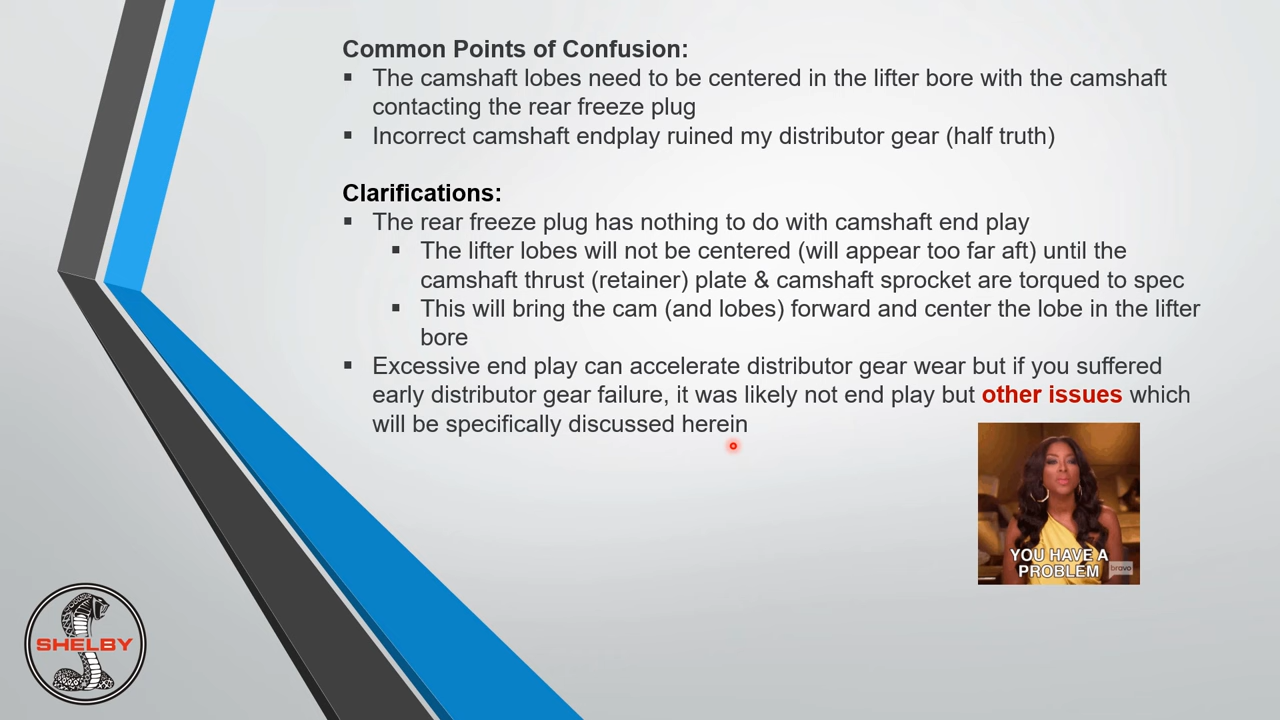 Common Points of Confusion:
▪ The camshaft lobes need to be centered in the lifter bore with the camshaft
contacting the rear freeze plug
▪ Incorrect camshaft endplay ruined my distributor gear (half truth)
Clarifications:
▪ The rear freeze plug has nothing to do with camshaft end play
▪ The lifter lobes will not be centered (will appear too far aft) until the
camshaft thrust (retainer) plate & camshaft sprocket are torqued to spec
▪ This will bring the cam (and lobes) forward and center the lobe in the lifter
bore
▪ Excessive end play can accelerate distributor gear wear but if you suffered
early distributor gear failure, it was likely not end play but other issues which
will be specifically discussed herein
YOU HAVE A
PROBLEM
bravo
SHELBY